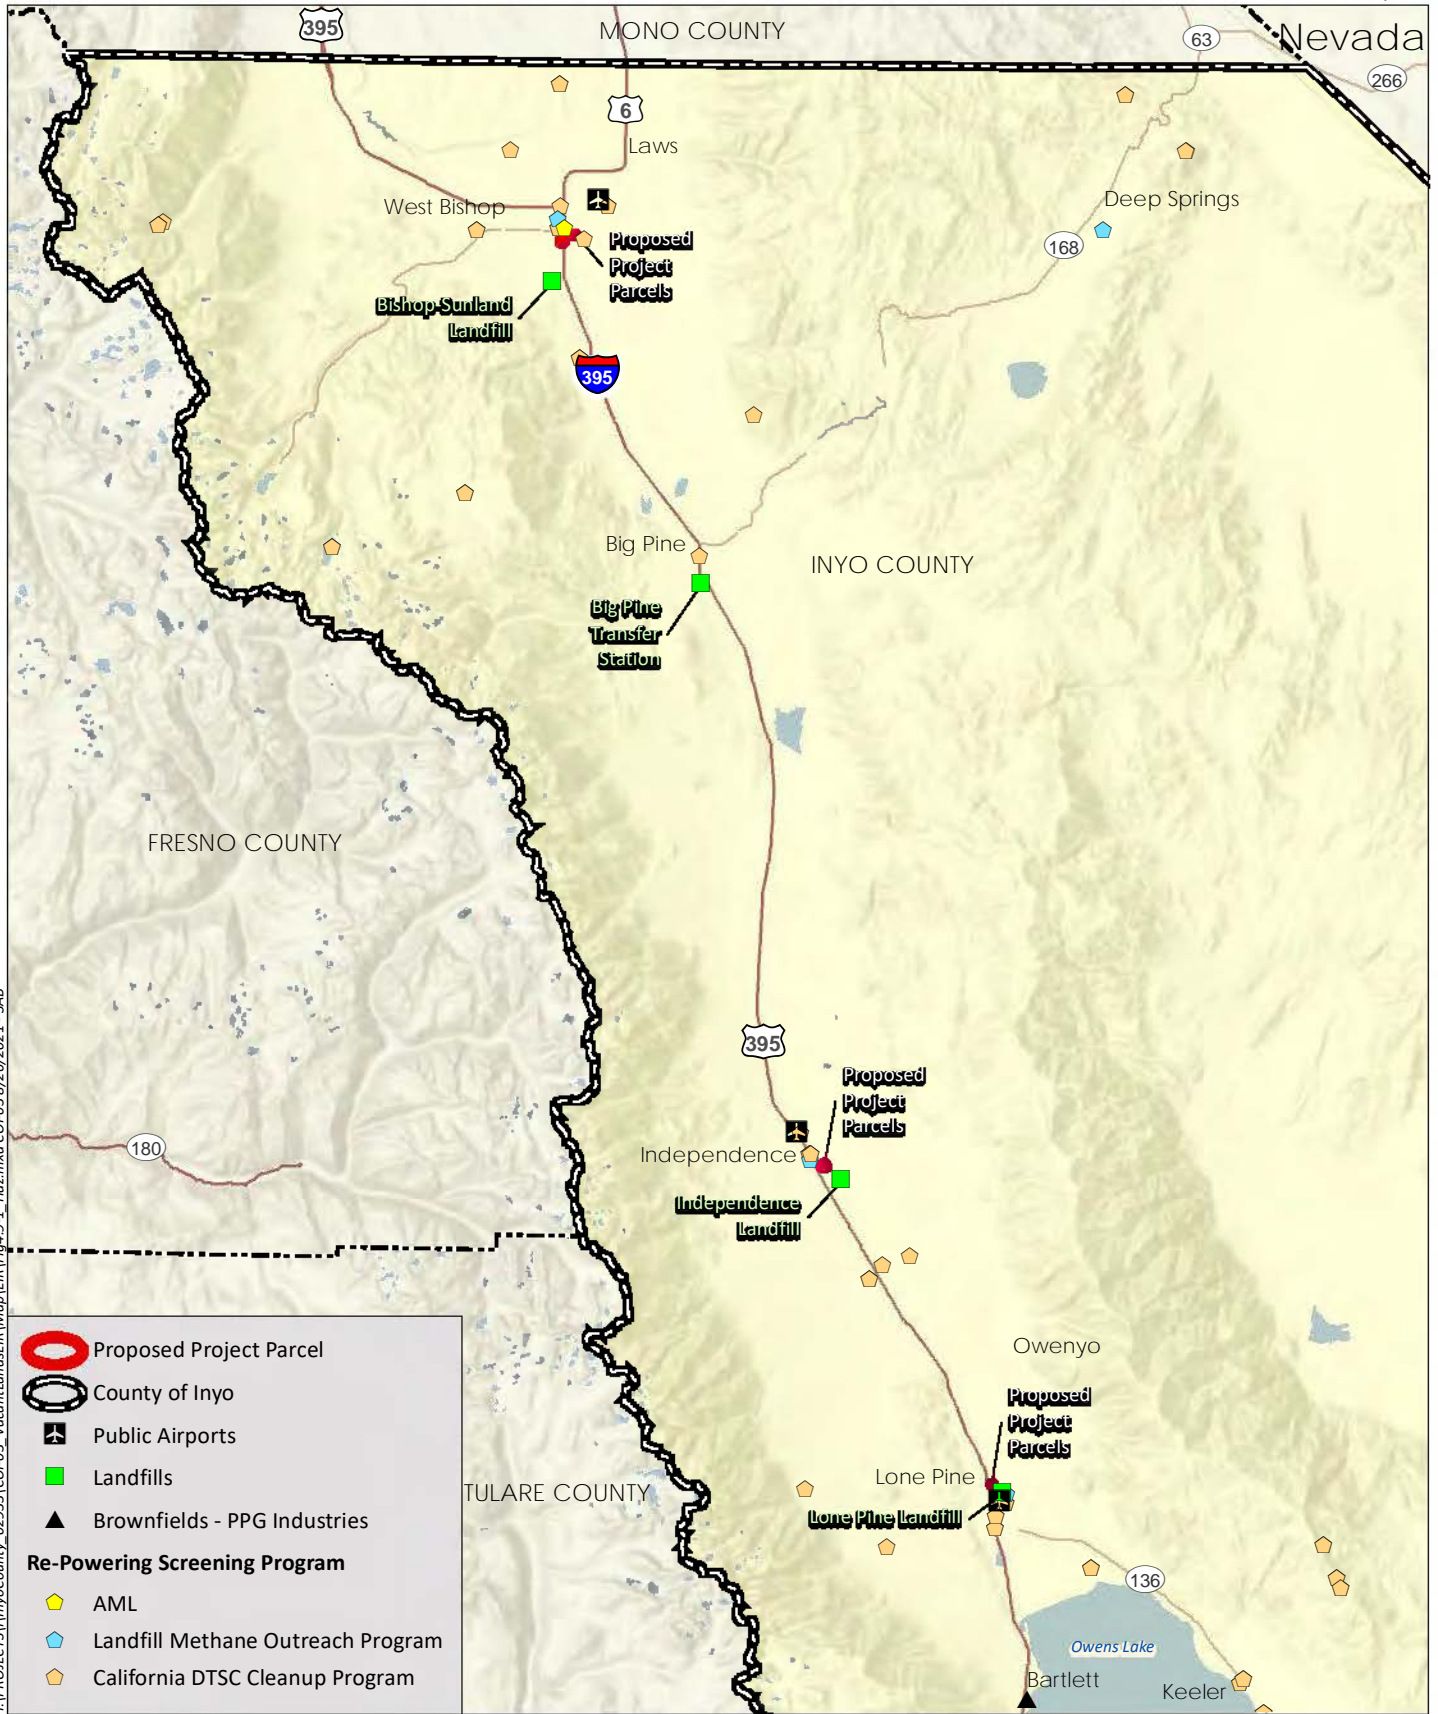 395
MONO COUNTY
63
Nevada
266
6
Laws
West Bishop
Deep Springs
168
Proposed
Project
Parcels
Bishop-Sunland
Landfill
395
Big Pine
INYO COUNTY
Big Pine
Transfer
Station
FRESNO COUNTY
395
Proposed
Project
Parcels
180
Independence
Independence
Landfill
Owenyo
Proposed
Project
Parcels
Lone Pine
TULARE COUNTY
Lone Pine Landfill
136
Owens Lake
Bartlett
Keeler
Proposed Project Parcel
County of Inyo
Public Airports
Landfills
Brownfields - PPG Industries
Re-Powering Screening Program
AML
Landfill Methane Outreach Program
California DTSC Cleanup Program